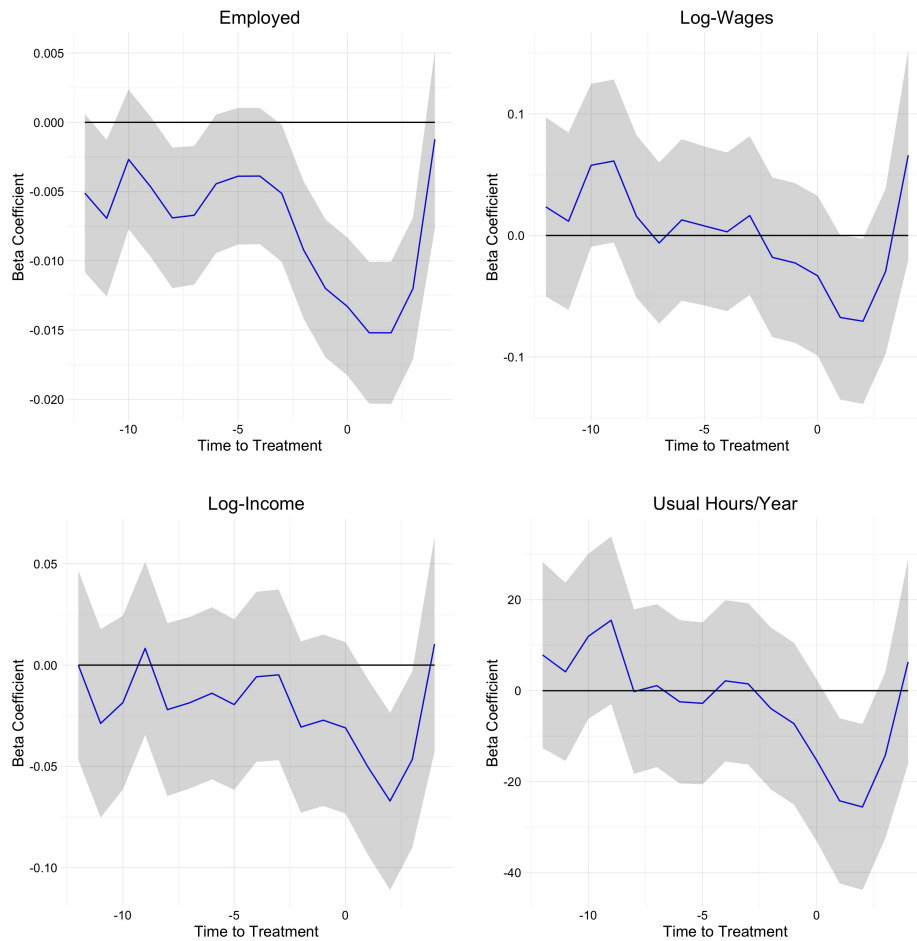 Employed
0.005
0.000
-0.005
-0.010
-0.015
-0.020
Beta Coefficient
-10
-5
0
Time to Treatment
Log-Wages
0.1
0.0
-0.1
Beta Coefficient
-10
-5
0
Time to Treatment
Log-Income
0.05
0.00
-0.05
-0.10
Beta Coefficient
-10
-5
0
Time to Treatment
Usual Hours/Year
20
0
-20
-40
Beta Coefficient
-10
-5
0
Time to Treatment